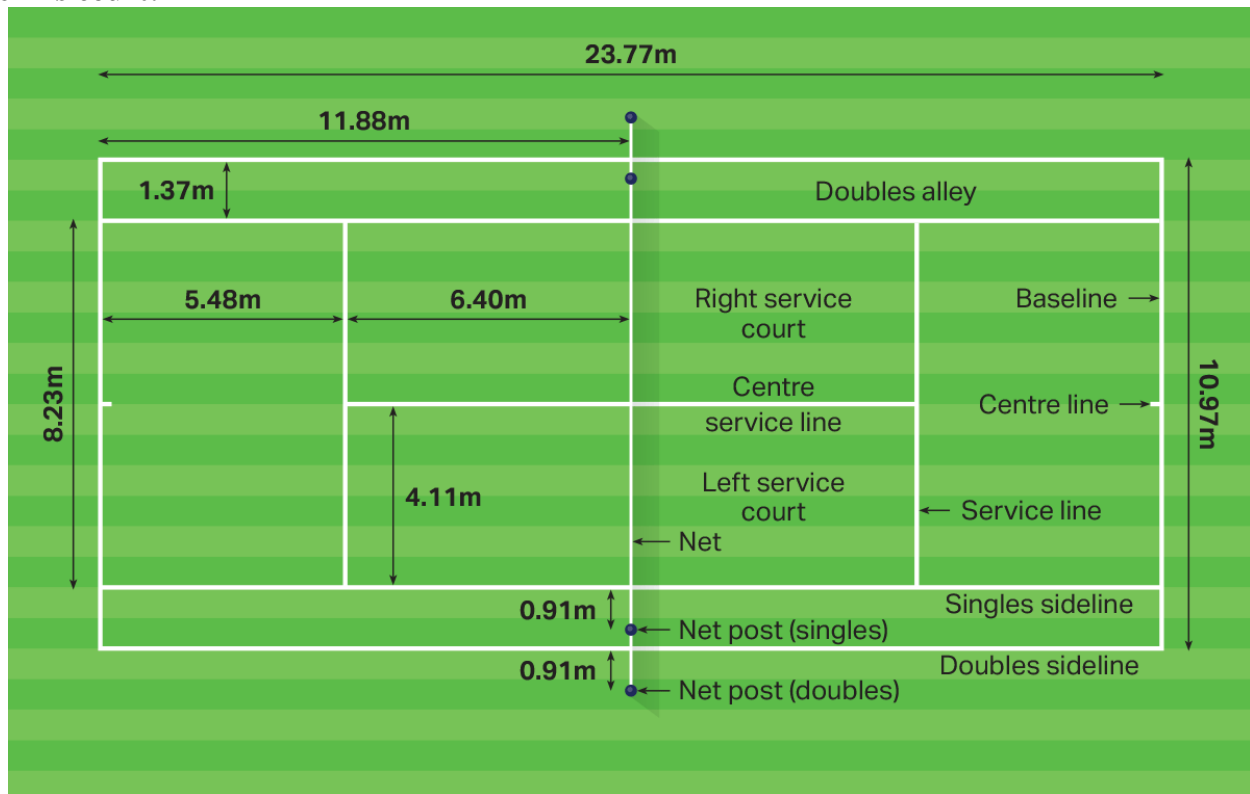 23.77m
11.88m
1.37m
Doubles alley
5.48m
6.40m
Right service
court
Baseline
8.23m
10.97m
Centre
service line
Centre line
4.11m
Left service
court
Service line
Net
0.91m
Singles sideline
Net post (singles)
0.91m
Doubles sideline
Net post (doubles)